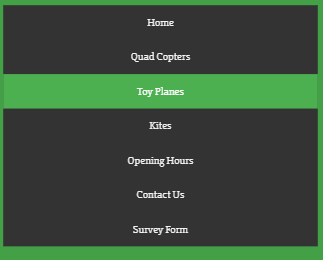 Home
Quad Copters
Toy Planes
Kites
Opening Hours
Contact Us
Survey Form